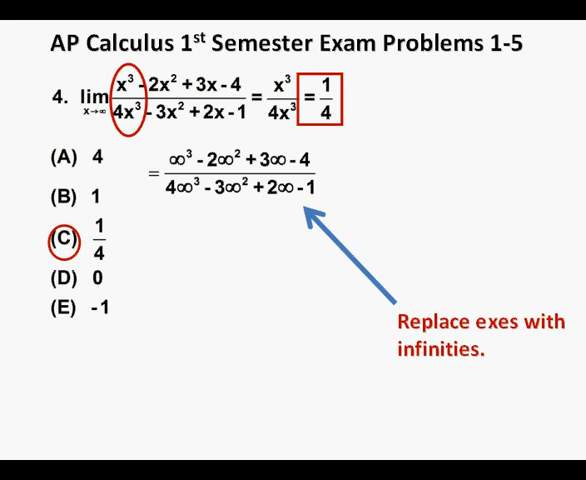 AP Calculus 1st Semester Exam Problems 1-5
4. lim x→∞ (x³ - 2x² + 3x - 4)/(4x³ - 3x² + 2x - 1) = x³/4x³ = 1/4
(A) 4
= (∞³ - 2∞² + 3∞ - 4)/(4∞³ - 3∞² + 2∞ - 1)
(B) 1
(C) 1/4
(D) 0
(E) -1
Replace exes with
infinities.